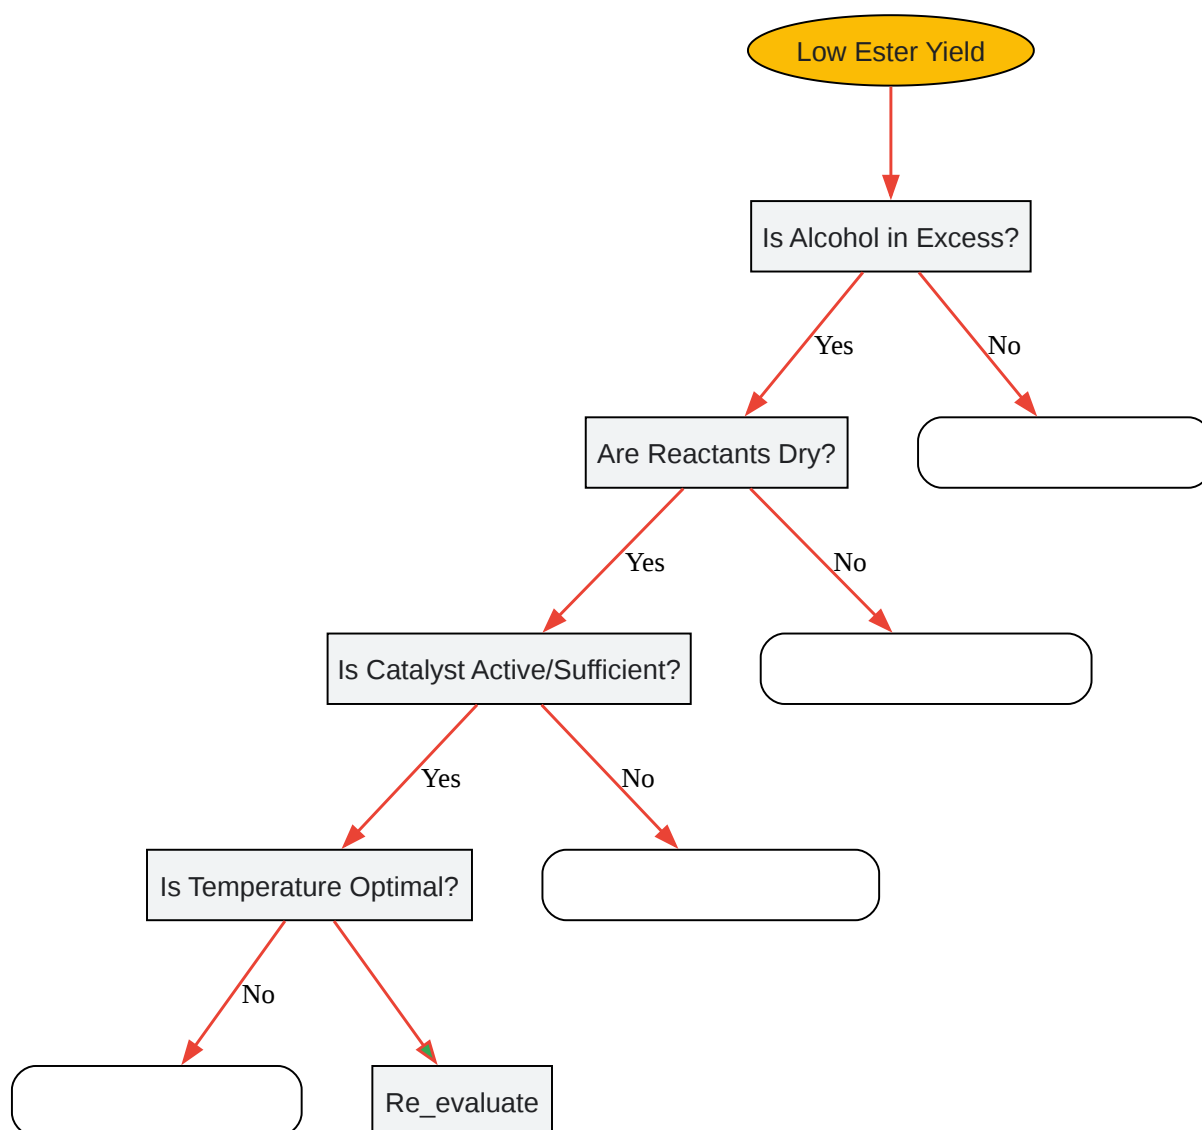 Low Ester Yield
Is Alcohol in Excess?
Yes
No
Are Reactants Dry?
Yes
No
Is Catalyst Active/Sufficient?
Yes
No
Is Temperature Optimal?
No
Re_evaluate